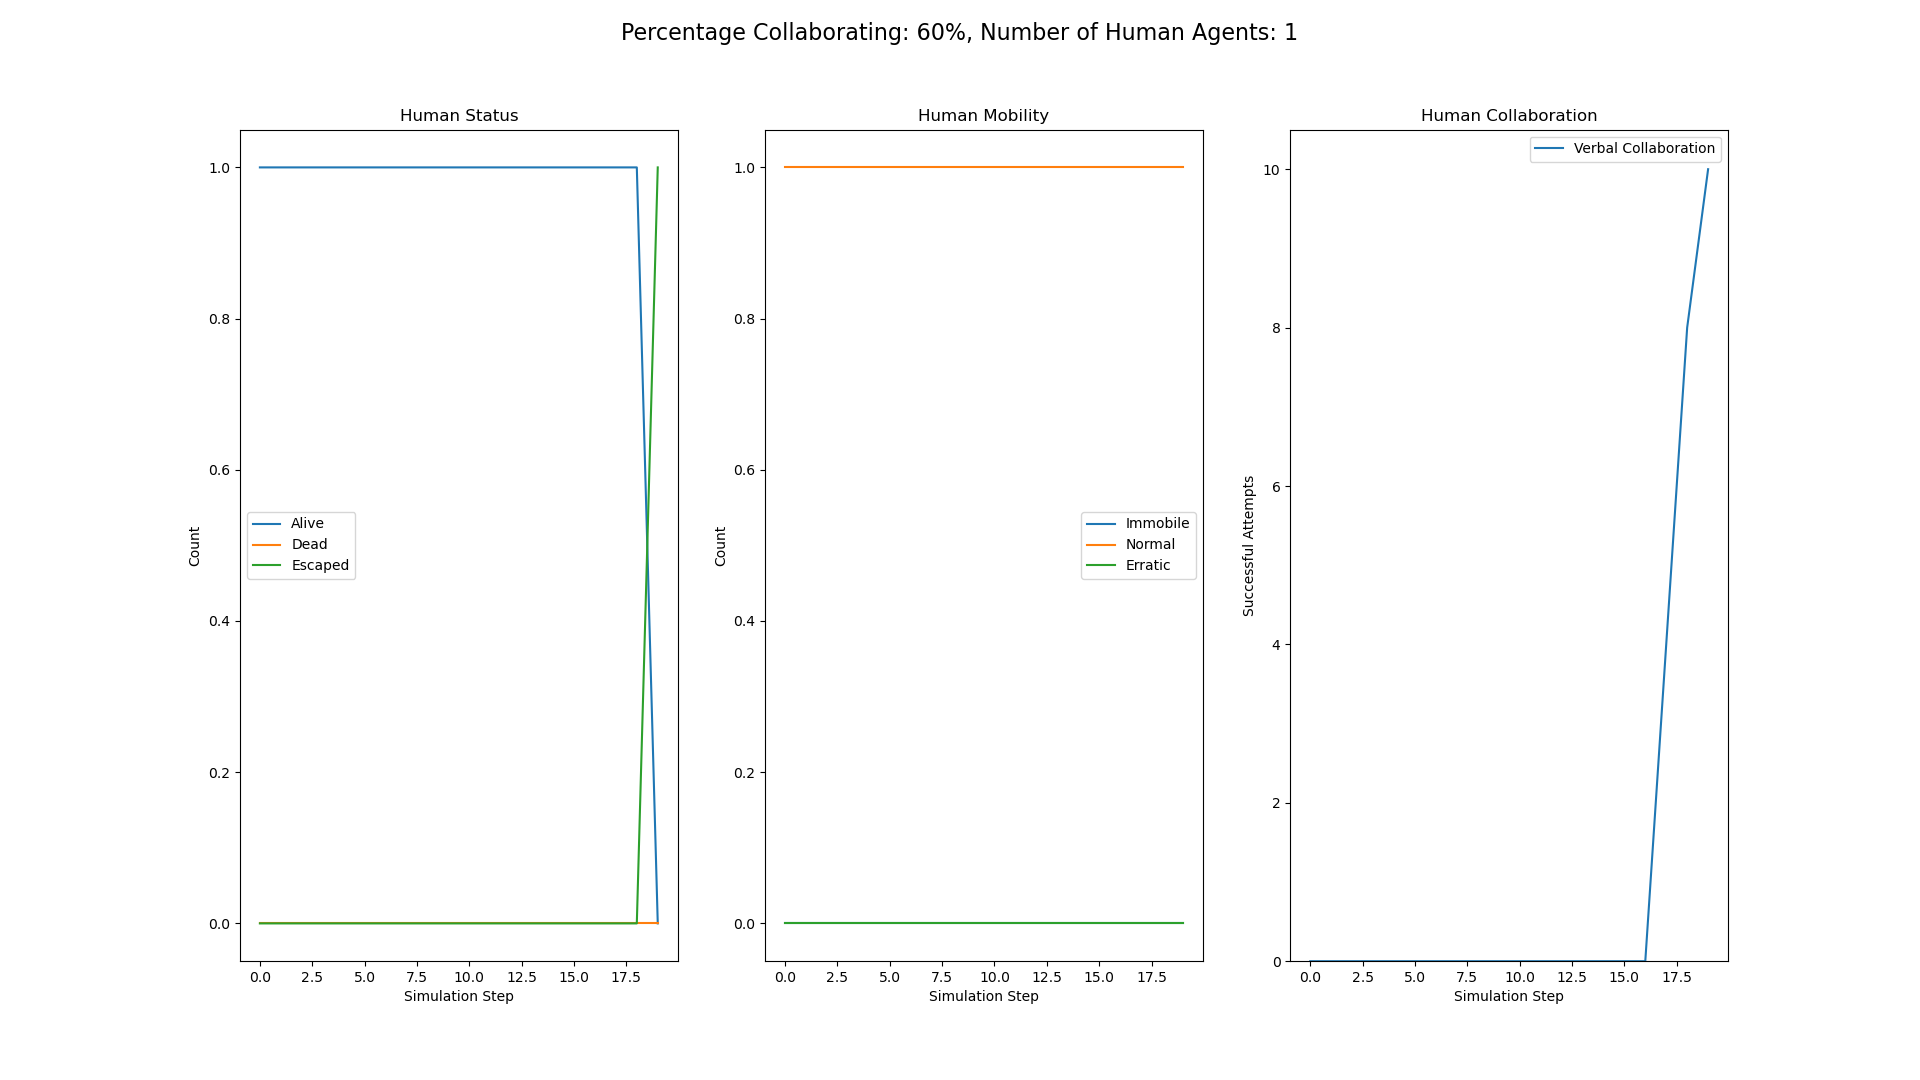 Percentage Collaborating: 60%, Number of Human Agents: 1
Human Status
1.0
0.8
0.6
0.4
0.2
0.0
Count
Alive
Dead
Escaped
0.0 2.5 5.0 7.5 10.0 12.5 15.0 17.5
Simulation Step
Human Mobility
1.0
0.8
0.6
0.4
0.2
0.0
Count
Immobile
Normal
Erratic
0.0 2.5 5.0 7.5 10.0 12.5 15.0 17.5
Simulation Step
Human Collaboration
Verbal Collaboration
10
8
6
4
2
0
Successful Attempts
0.0 2.5 5.0 7.5 10.0 12.5 15.0 17.5
Simulation Step